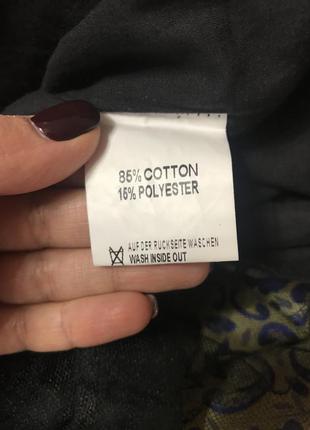 85% COTTON
15% POLYESTER
AUF DER RUCKSEITE WASCHEN
WASH INSIDE OUT